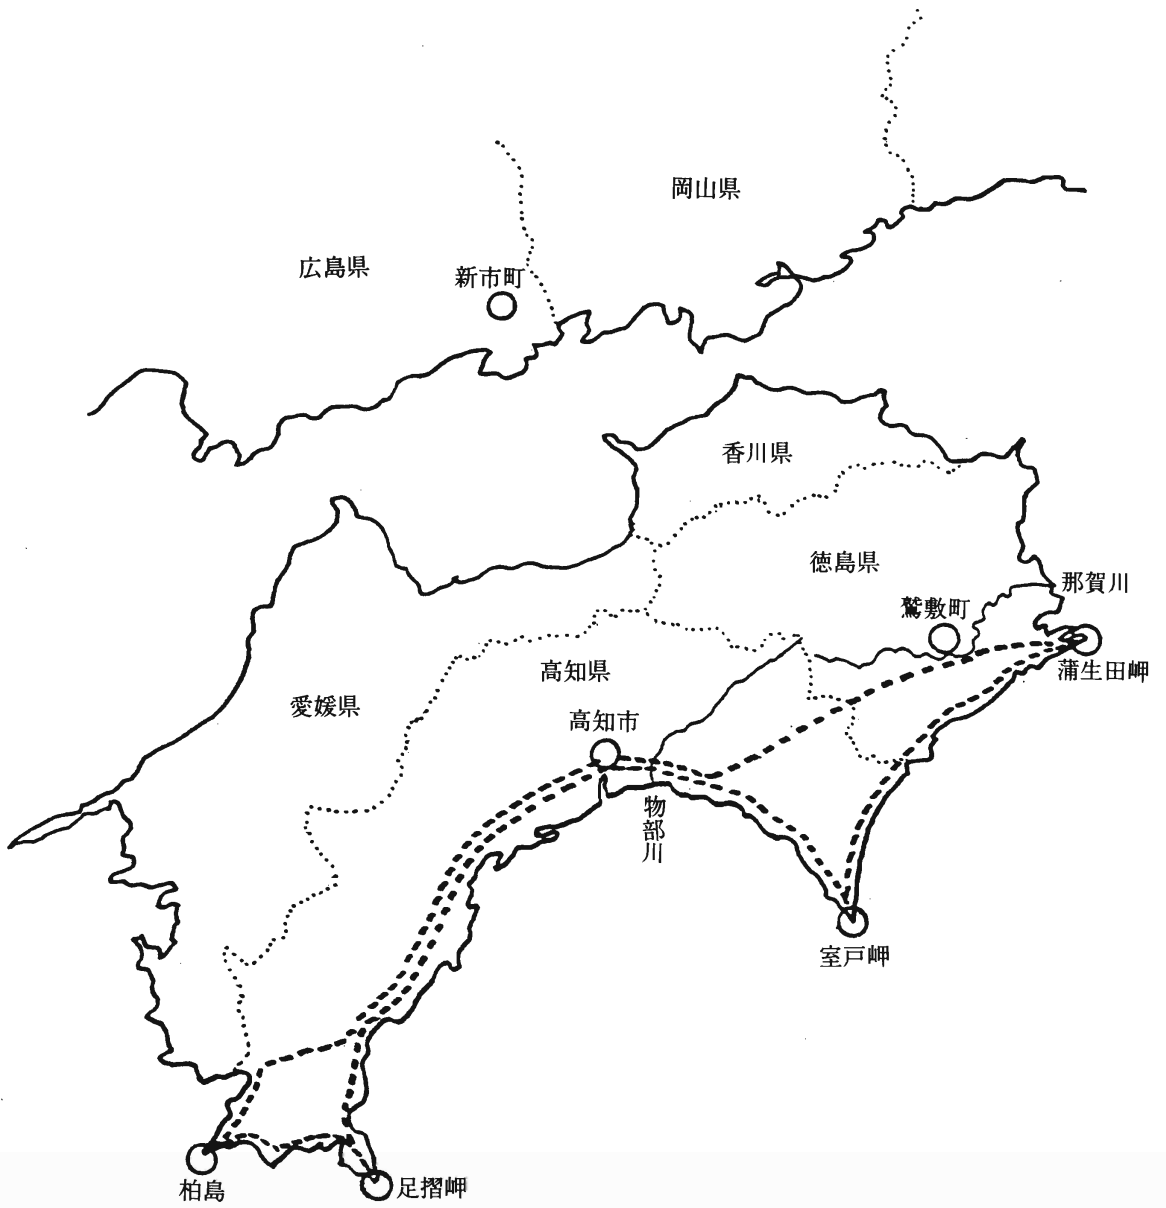 岡山県
広島県
新市町
香川県
徳島県
那賀川
鷲敷町
蒲生田岬
高知県
愛媛県
高知市
物部川
室戸岬
柏島
足摺岬